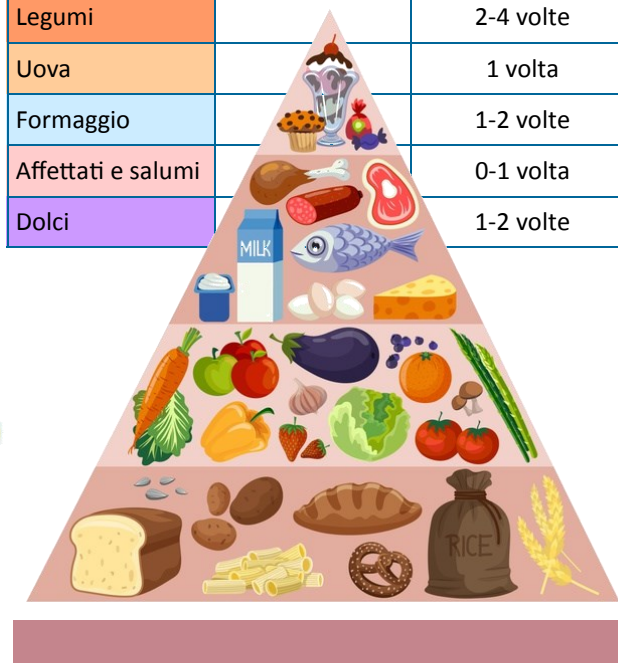 Legumi 2-4 volte
Uova 1 volta
Formaggio 1-2 volte
Affettati e salumi 0-1 volta
Dolci 1-2 volte
MILK
RICE